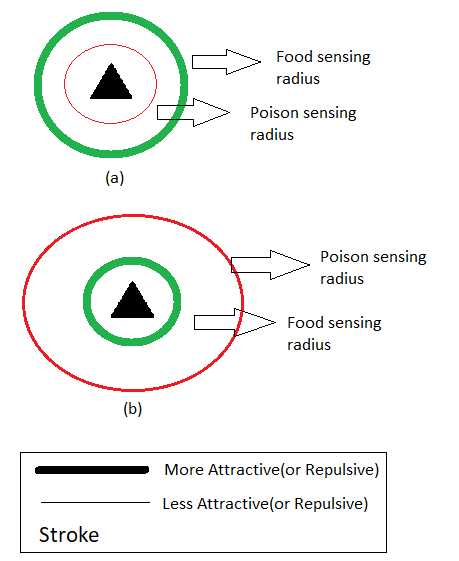 Food sensing
radius
Poison sensing
radius
(a)
Poison sensing
radius
Food sensing
radius
(b)
More Attractive(or Repulsive)
Less Attractive(or Repulsive)
Stroke